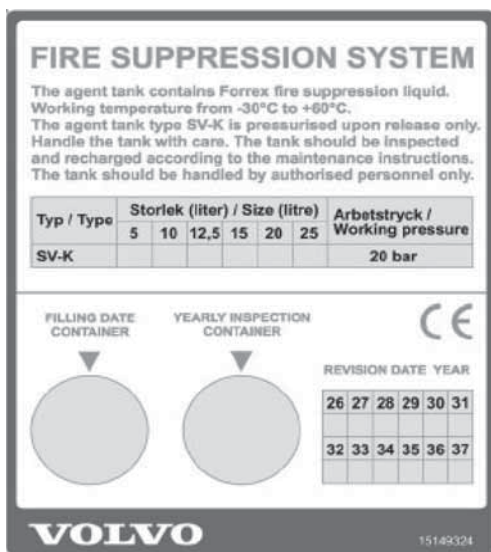 FIRE SUPPRESSION SYSTEM
The agent tank contains Forrex fire suppression liquid.
Working temperature from -30°C to +60°C.
The agent tank type SV-K is pressurised upon release only.
Handle the tank with care. The tank should be inspected
and recharged according to the maintenance instructions.
The tank should be handled by authorised personnel only.
Typ / Type
Storlek (liter) / Size (litre)
5 10 12,5 15 20 25
Arbetstryck /
Working pressure
SV-K 20 bar
FILLING DATE
CONTAINER
YEARLY INSPECTION
CONTAINER
CE
REVISION DATE YEAR
26 27 28 29 30 31
32 33 34 35 36 37
VOLVO
15149324